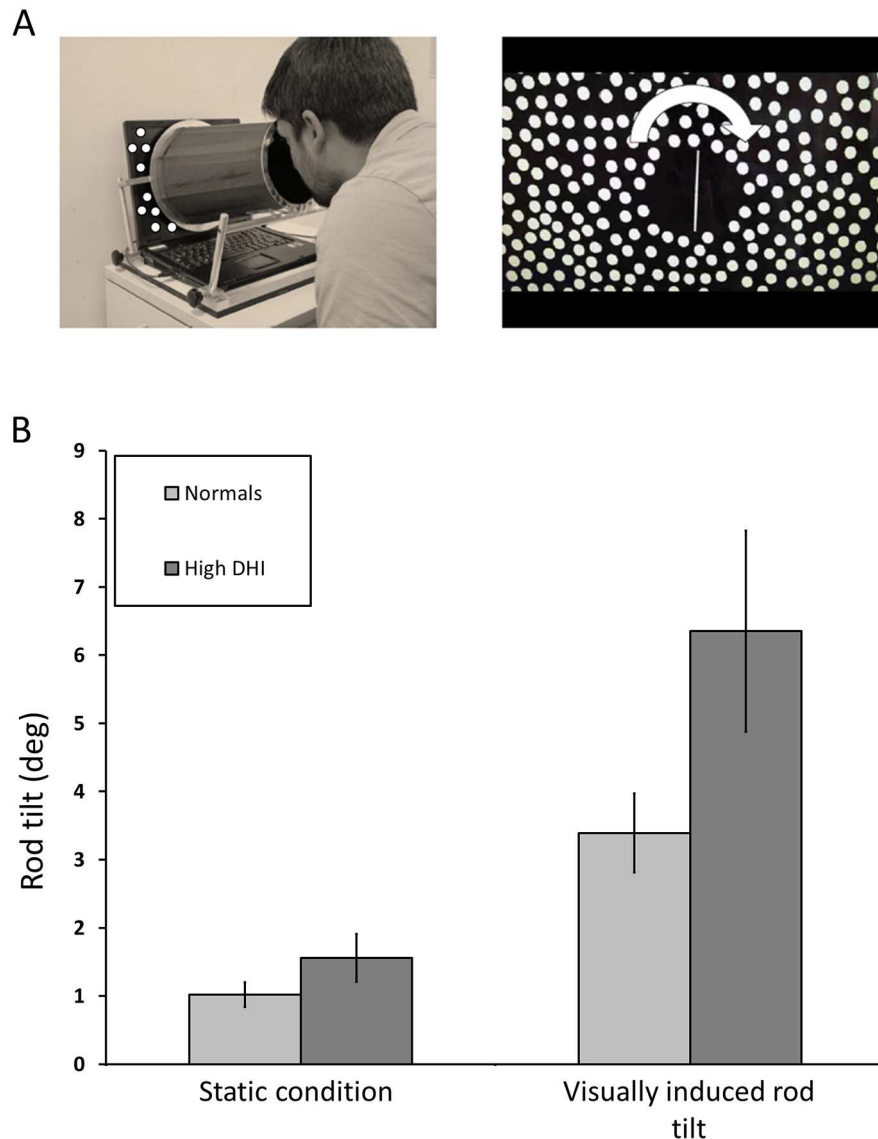 A
B
9
8
7
6
5
4
3
2
1
0
Rod tilt (deg)
Normals
High DHI
Static condition
Visually induced rod
tilt